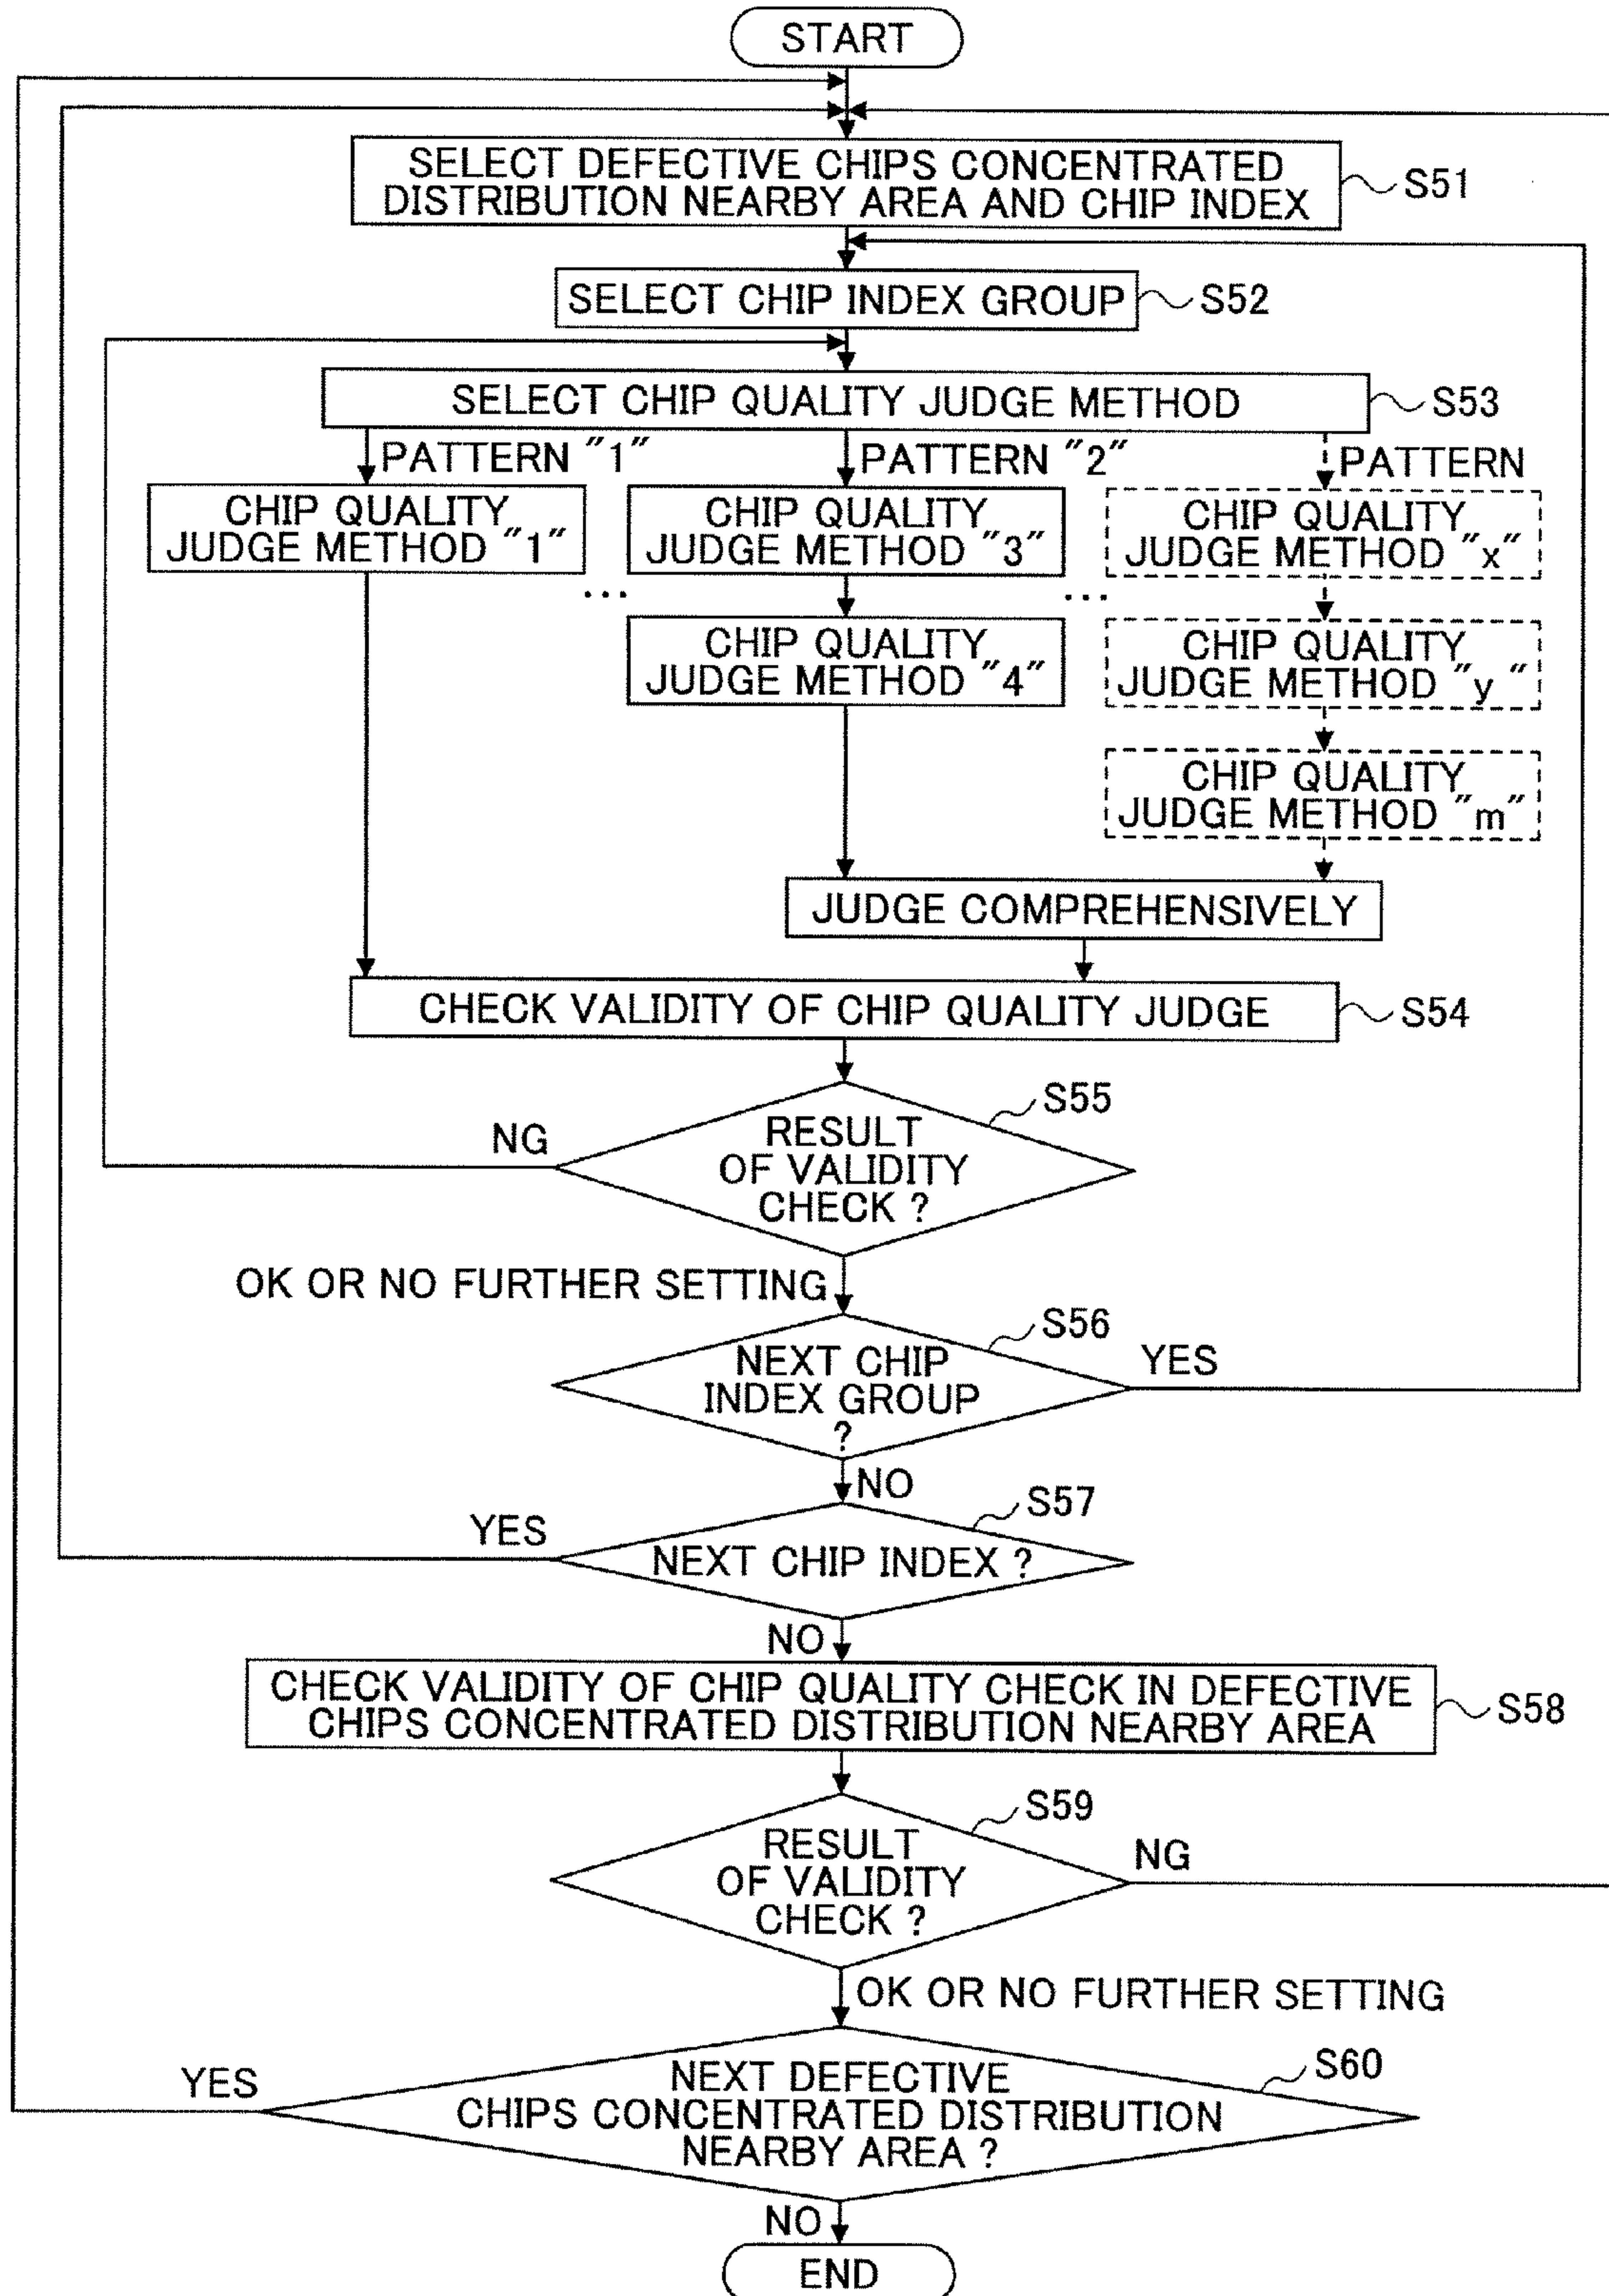 START
SELECT DEFECTIVE CHIPS CONCENTRATED
DISTRIBUTION NEARBY AREA AND CHIP INDEX
S51
SELECT CHIP INDEX GROUP
S52
SELECT CHIP QUALITY JUDGE METHOD
S53
PATTERN "1"
PATTERN "2"
PATTERN
CHIP QUALITY
JUDGE METHOD "1"
...
CHIP QUALITY
JUDGE METHOD "3"
...
CHIP QUALITY
JUDGE METHOD "x"
CHIP QUALITY
JUDGE METHOD "4"
CHIP QUALITY
JUDGE METHOD "y "
CHIP QUALITY
JUDGE METHOD "m"
JUDGE COMPREHENSIVELY
CHECK VALIDITY OF CHIP QUALITY JUDGE
S54
S55
NG
RESULT
OF VALIDITY
CHECK ?
OK OR NO FURTHER SETTING
S56
NEXT CHIP
INDEX GROUP
?
YES
NO
S57
YES
NEXT CHIP INDEX ?
NO
CHECK VALIDITY OF CHIP QUALITY CHECK IN DEFECTIVE
CHIPS CONCENTRATED DISTRIBUTION NEARBY AREA
S58
S59
RESULT
OF VALIDITY
CHECK ?
NG
OK OR NO FURTHER SETTING
S60
YES
NEXT DEFECTIVE
CHIPS CONCENTRATED DISTRIBUTION
NEARBY AREA ?
NO
END